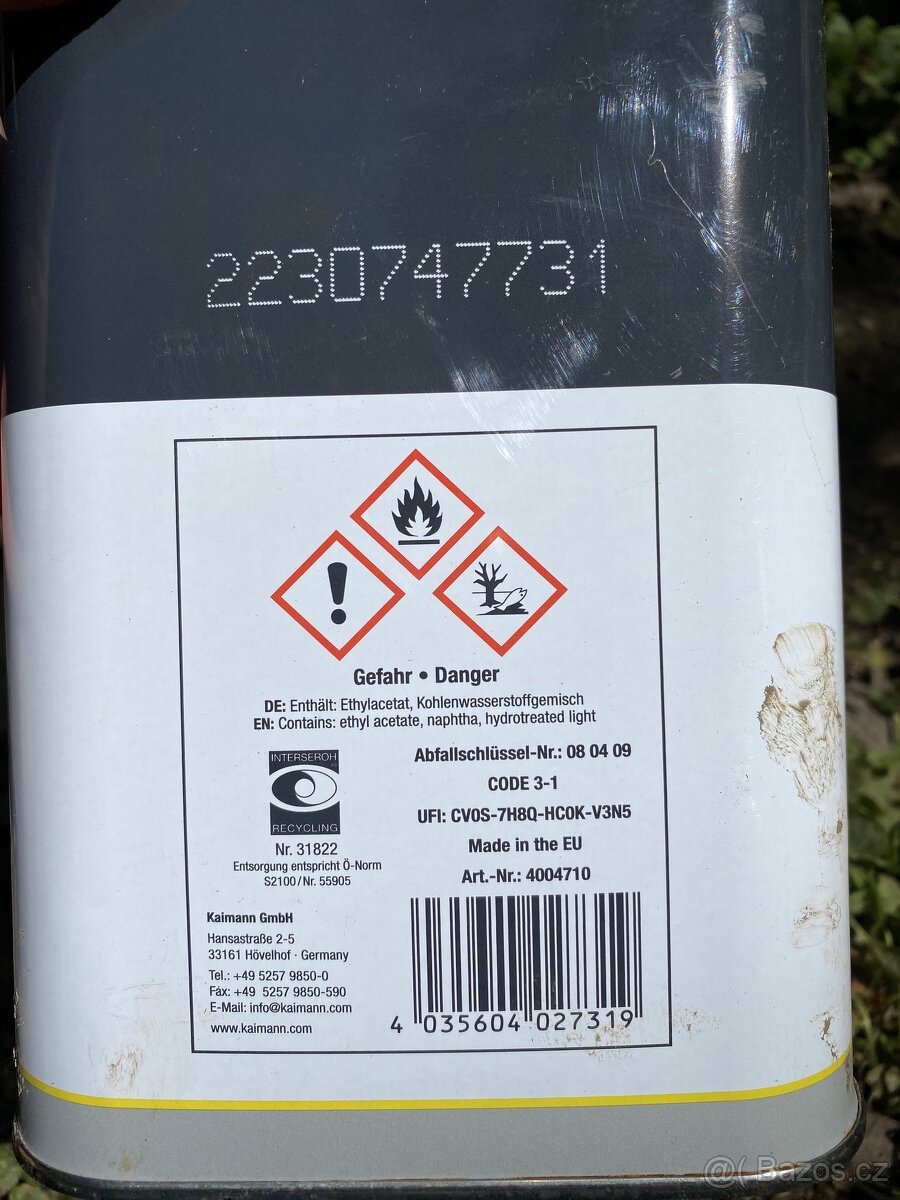 2230747731
Gefahr • Danger
DE: Enthält: Ethylacetat, Kohlenwasserstoffgemisch
EN: Contains: ethyl acetate, naphtha, hydrotreated light
INTERSEROH
RECYCLING
Nr. 31822
Entsorgung entspricht Ö-Norm
S2100/Nr. 55905
Abfallschlüssel-Nr.: 08 04 09
CODE 3-1
UFI: CV0S-7H8Q-HC0K-V3N5
Made in the EU
Art.-Nr.: 4004710
Kaimann GmbH
Hansastraße 2-5
33161 Hövelhof · Germany
Tel.: +49 5257 9850-0
Fax: +49 5257 9850-590
E-Mail: info@kaimann.com
www.kaimann.com
4 035604 027319
Bazos.cz